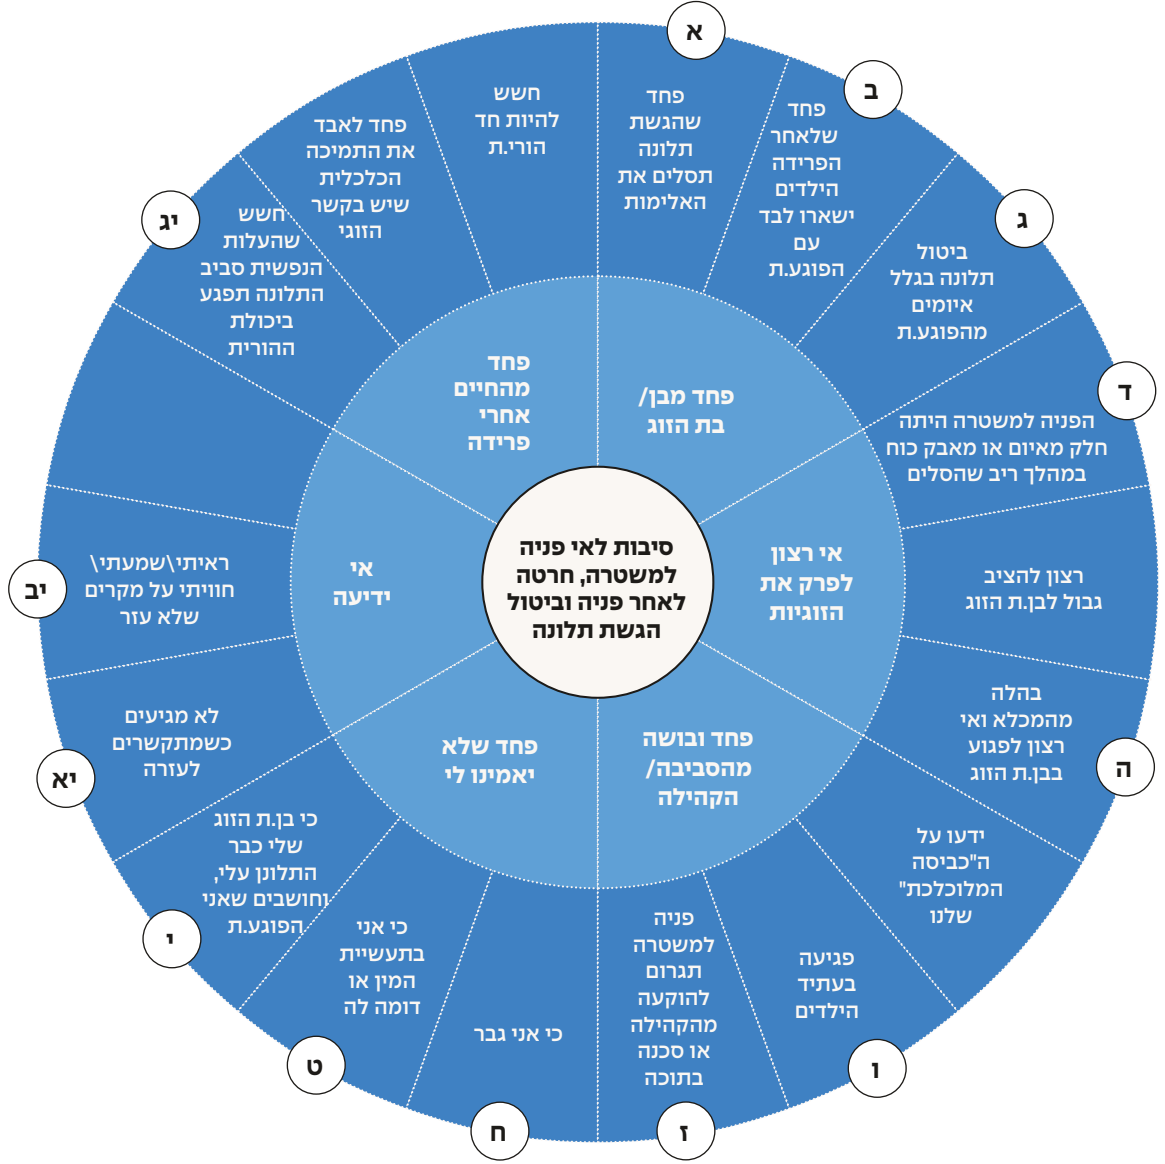 סיבות לאי פניה
למשטרה, חרטה
לאחר פניה וביטול
הגשת תלונה
פחד מבן/
בת הזוג
א
פחד
שהגשת
תלונה
תסלים את
האלימות
ב
פחד
שלאחר
הפרידה
הילדים
ישארו לבד
עם
הפוגע.ת
ג
ביטול
תלונה בגלל
איומים
מהפוגע.ת
אי רצון
לפרק את
הזוגיות
ד
הפניה למשטרה היתה
חלק מאיום או מאבק כוח
במהלך ריב שהסלים
רצון להציב
גבול לבן.ת הזוג
ה
בהלה
מהמכלא ואי
רצון לפגוע
בבן.ת הזוג
פחד ובושה
מהסביבה/
הקהילה
ידעו על
ה"כביסה
המלוכלכת"
שלנו
ו
פגיעה
בעתיד
הילדים
ז
פניה
למשטרה
תגרום
להוקעה
מהקהילה
או סכנה
בתוכה
פחד שלא
יאמינו לי
ח
כי אני גבר
ט
כי אני
בתעשיית
המין או
דומה לה
י
כי בן.ת הזוג
שלי כבר
התלונן עלי,
וחושבים שאני
הפוגע.ת
אי
ידיעה
יא
לא מגיעים
כשמתקשרים
לעזרה
יב
ראיתי\שמעתי\
חוויתי על מקרים
שלא עזר
פחד
מהחיים
אחרי
פרידה
יג
חשש
שהעלות
הנפשית סביב
התלונה תפגע
ביכולת
ההורית
פחד לאבד
את התמיכה
הכלכלית
שיש בקשר
הזוגי
חשש
להיות חד
הורי.ת